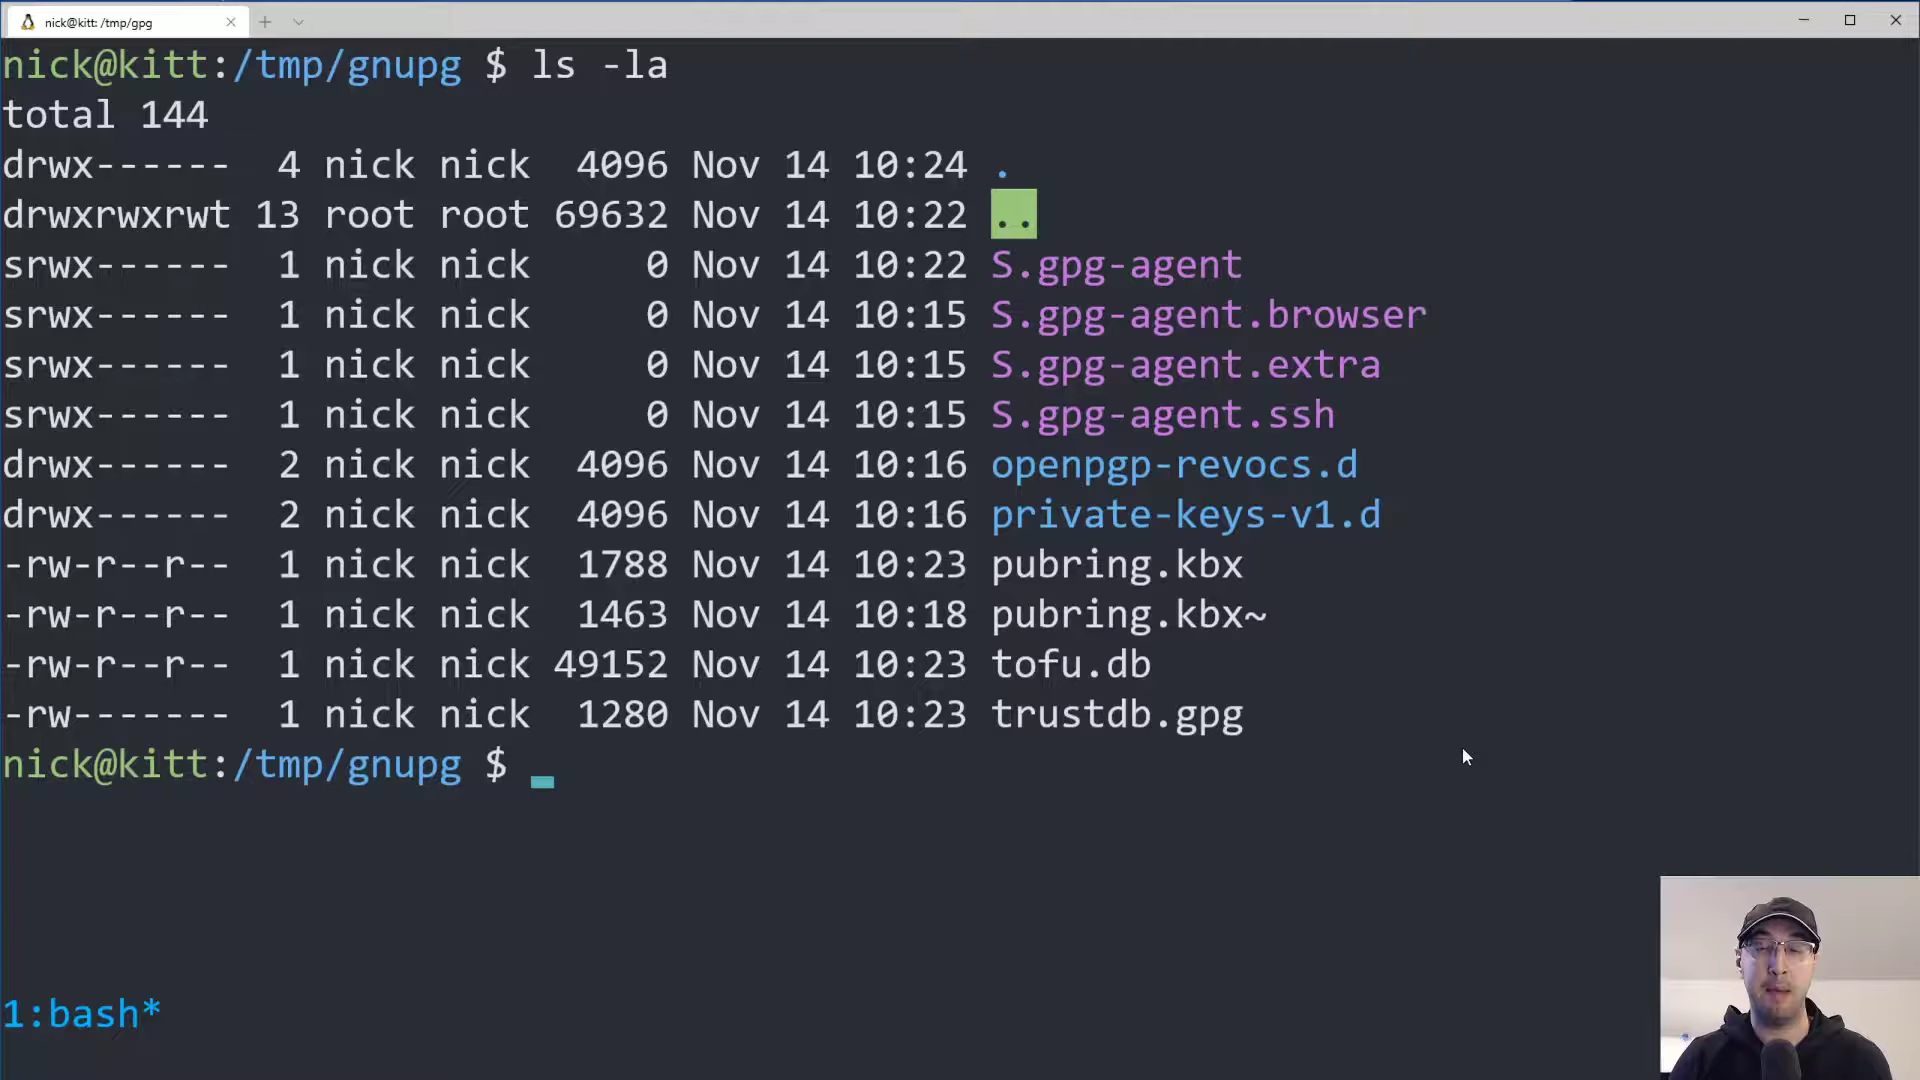 nick@kitt: /tmp/gpg
nick@kitt:/tmp/gnupg $ ls -la
total 144
drwx------  4 nick nick  4096 Nov 14 10:24 .
drwxrwxrwt 13 root root 69632 Nov 14 10:22 ..
srwx------  1 nick nick     0 Nov 14 10:22 S.gpg-agent
srwx------  1 nick nick     0 Nov 14 10:15 S.gpg-agent.browser
srwx------  1 nick nick     0 Nov 14 10:15 S.gpg-agent.extra
srwx------  1 nick nick     0 Nov 14 10:15 S.gpg-agent.ssh
drwx------  2 nick nick  4096 Nov 14 10:16 openpgp-revocs.d
drwx------  2 nick nick  4096 Nov 14 10:16 private-keys-v1.d
-rw-r--r--  1 nick nick  1788 Nov 14 10:23 pubring.kbx
-rw-r--r--  1 nick nick  1463 Nov 14 10:18 pubring.kbx~
-rw-r--r--  1 nick nick 49152 Nov 14 10:23 tofu.db
-rw-------  1 nick nick  1280 Nov 14 10:23 trustdb.gpg
nick@kitt:/tmp/gnupg $
1:bash*